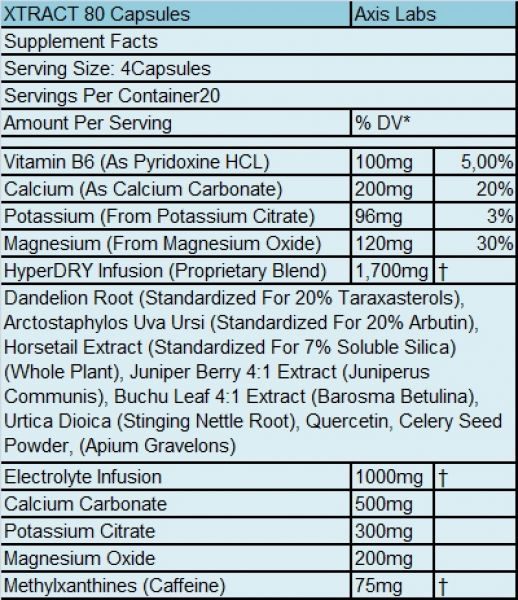 XTRACT 80 Capsules Axis Labs
Supplement Facts
Serving Size: 4Capsules
Servings Per Container20
Amount Per Serving % DV*
Vitamin B6 (As Pyridoxine HCL) 100mg 5,00%
Calcium (As Calcium Carbonate) 200mg 20%
Potassium (From Potassium Citrate) 96mg 3%
Magnesium (From Magnesium Oxide) 120mg 30%
HyperDRY Infusion (Proprietary Blend) 1,700mg †
Dandelion Root (Standardized For 20% Taraxasterols),
Arctostaphylos Uva Ursi (Standardized For 20% Arbutin),
Horsetail Extract (Standardized For 7% Soluble Silica)
(Whole Plant), Juniper Berry 4:1 Extract (Juniperus
Communis), Buchu Leaf 4:1 Extract (Barosma Betulina),
Urtica Dioica (Stinging Nettle Root), Quercetin, Celery Seed
Powder, (Apium Gravelons)
Electrolyte Infusion 1000mg †
Calcium Carbonate 500mg
Potassium Citrate 300mg
Magnesium Oxide 200mg
Methylxanthines (Caffeine) 75mg †